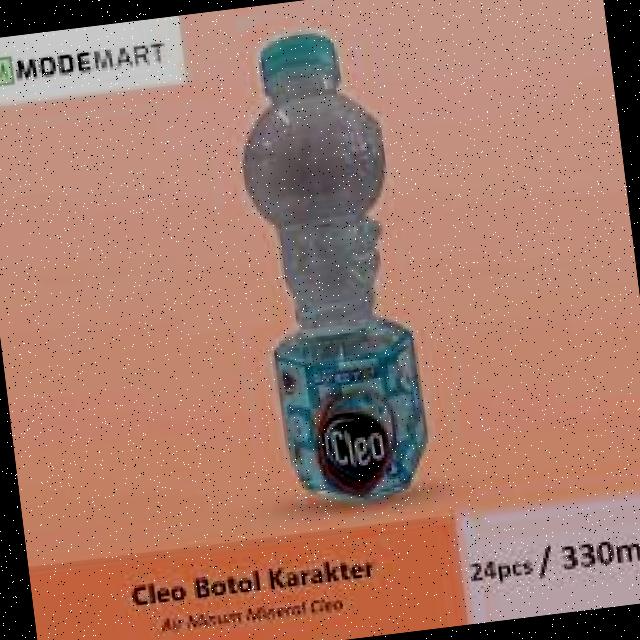 MODEMART
Cleo
Cleo Botol Karakter
Air Minum Mineral Cleo
24pcs / 330m